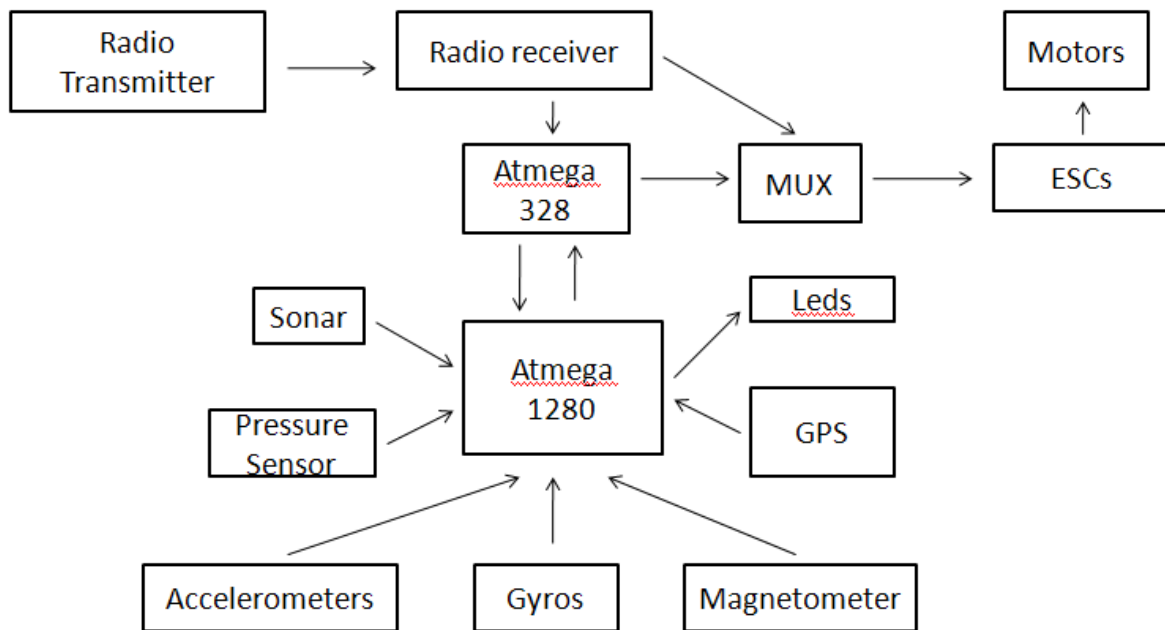 Radio
Transmitter
Radio receiver
Motors
Atmega
328
MUX
ESCs
Sonar
Leds
Atmega
1280
Pressure
Sensor
GPS
Accelerometers
Gyros
Magnetometer